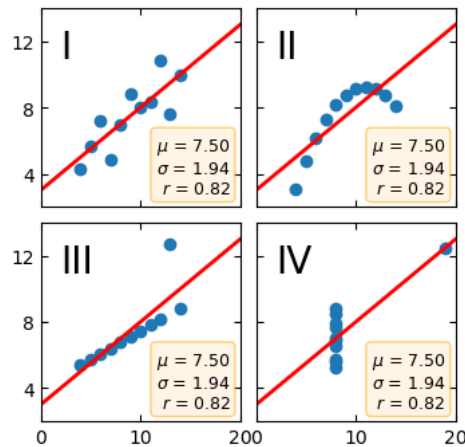 I
II
12
8
4
μ = 7.50
σ = 1.94
r = 0.82
μ = 7.50
σ = 1.94
r = 0.82
III
IV
12
8
4
μ = 7.50
σ = 1.94
r = 0.82
μ = 7.50
σ = 1.94
r = 0.82
0
10
20
0
10
20